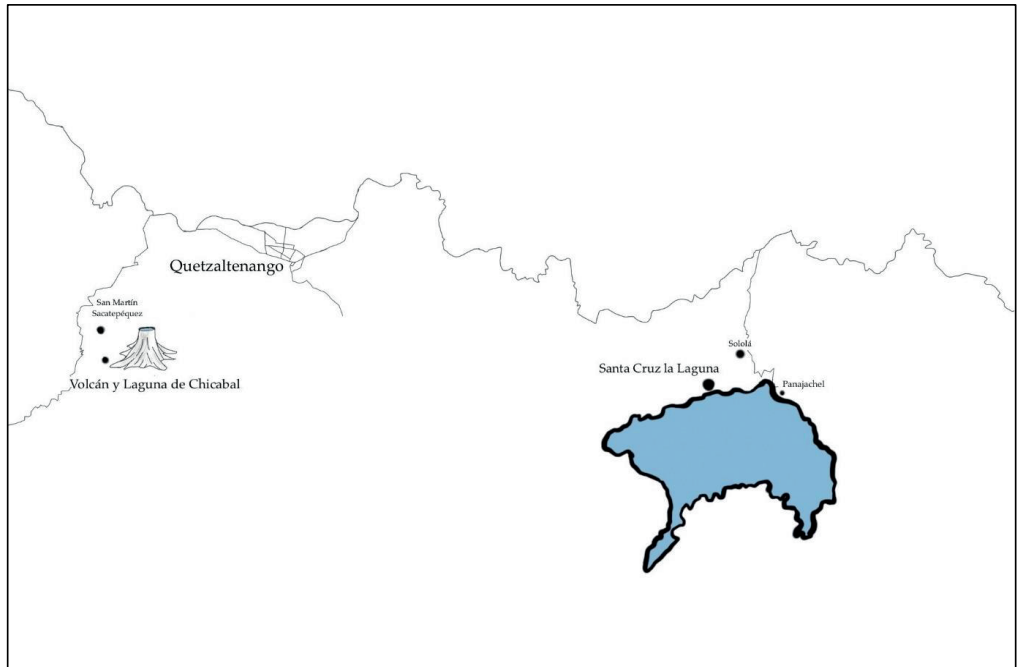 Quetzaltenango
San Martín
Sacatepéquez
Volcán y Laguna de Chicabal
Sololá
Santa Cruz la Laguna
Panajachel